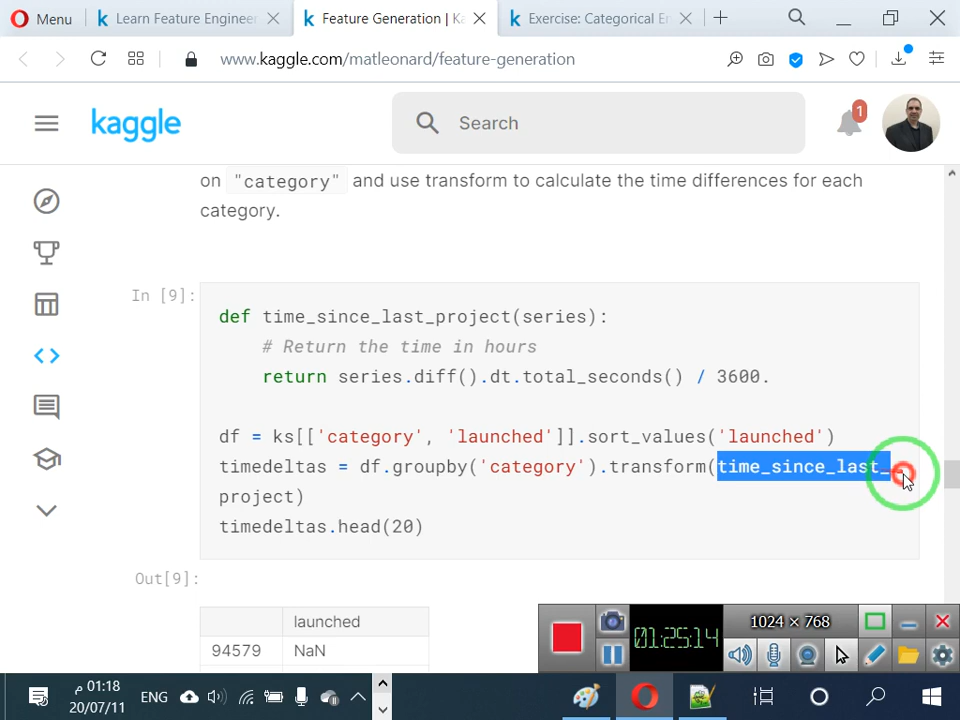 Menu
Learn Feature Engineer
Feature Generation | Ka
Exercise: Categorical En
www.kaggle.com/matleonard/feature-generation
kaggle
Search
1
on "category" and use transform to calculate the time differences for each
category.
In [9]:
def time_since_last_project(series):
# Return the time in hours
return series.diff().dt.total_seconds() / 3600.
df = ks[['category', 'launched']].sort_values('launched')
timedeltas = df.groupby('category').transform(time_since_last_
project)
timedeltas.head(20)
Out[9]:
launched
94579 NaN
1024 × 768
01:25:14
01:18 م
20/07/11
ENG